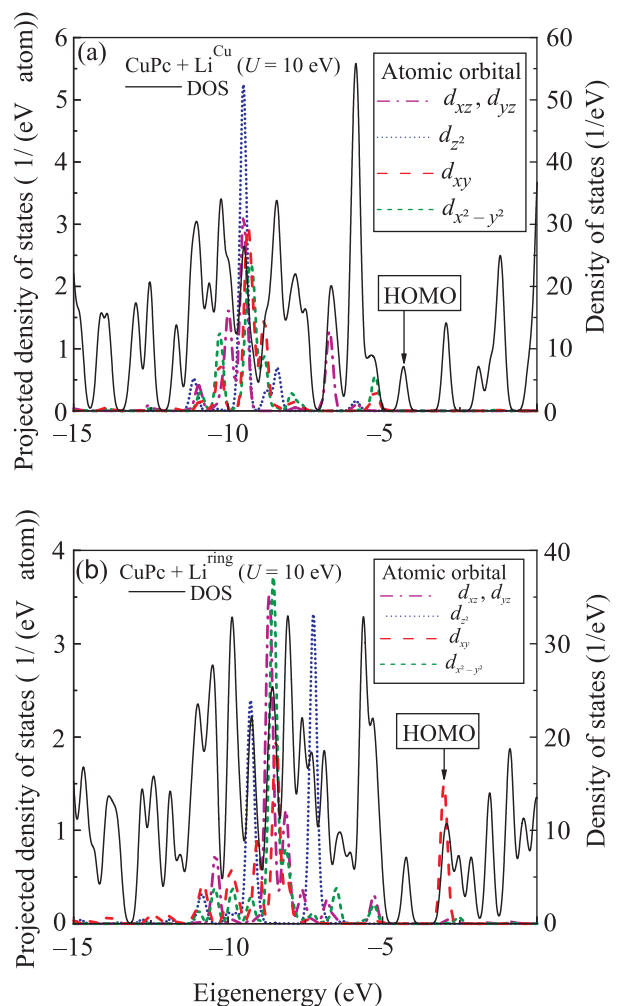 (a)
CuPc + Li^Cu (U = 10 eV)
DOS
Atomic orbital
d_xz, d_yz
d_z²
d_xy
d_x² − y²
HOMO
6
5
4
3
2
1
0
60
50
40
30
20
10
0
−15
−10
−5
Projected density of states ( 1/ (eV atom))
Density of states (1/eV)
(b)
CuPc + Li^ring (U = 10 eV)
DOS
Atomic orbital
d_xz, d_yz
d_z²
d_xy
d_x² − y²
HOMO
4
3
2
1
0
40
30
20
10
0
−15
−10
−5
Projected density of states ( 1/ (eV atom))
Density of states (1/eV)
Eigenenergy (eV)